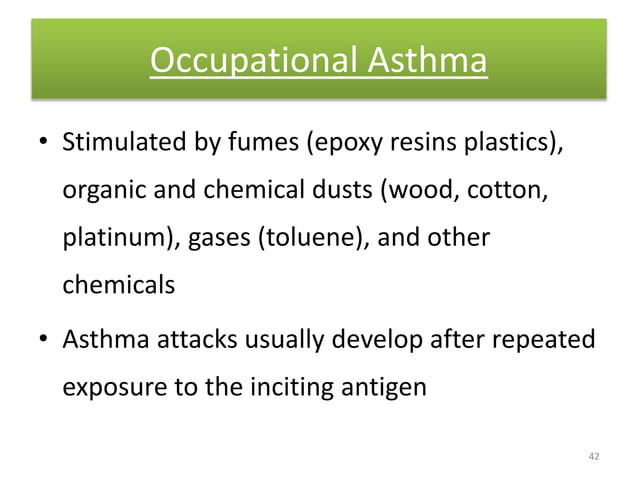 Occupational Asthma
• Stimulated by fumes (epoxy resins plastics),
organic and chemical dusts (wood, cotton,
platinum), gases (toluene), and other
chemicals
• Asthma attacks usually develop after repeated
exposure to the inciting antigen
42